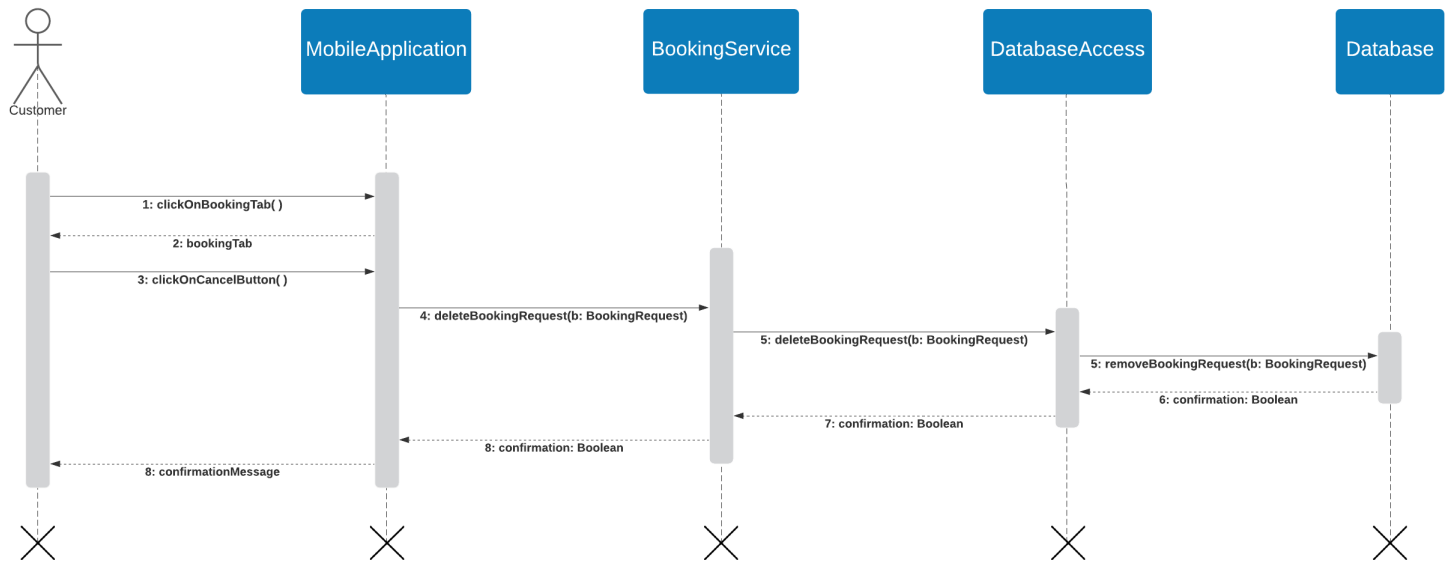 MobileApplication
BookingService
DatabaseAccess
Database
Customer
1: clickOnBookingTab( )
2: bookingTab
3: clickOnCancelButton( )
4: deleteBookingRequest(b: BookingRequest)
5: deleteBookingRequest(b: BookingRequest)
5: removeBookingRequest(b: BookingRequest)
6: confirmation: Boolean
7: confirmation: Boolean
8: confirmation: Boolean
8: confirmationMessage